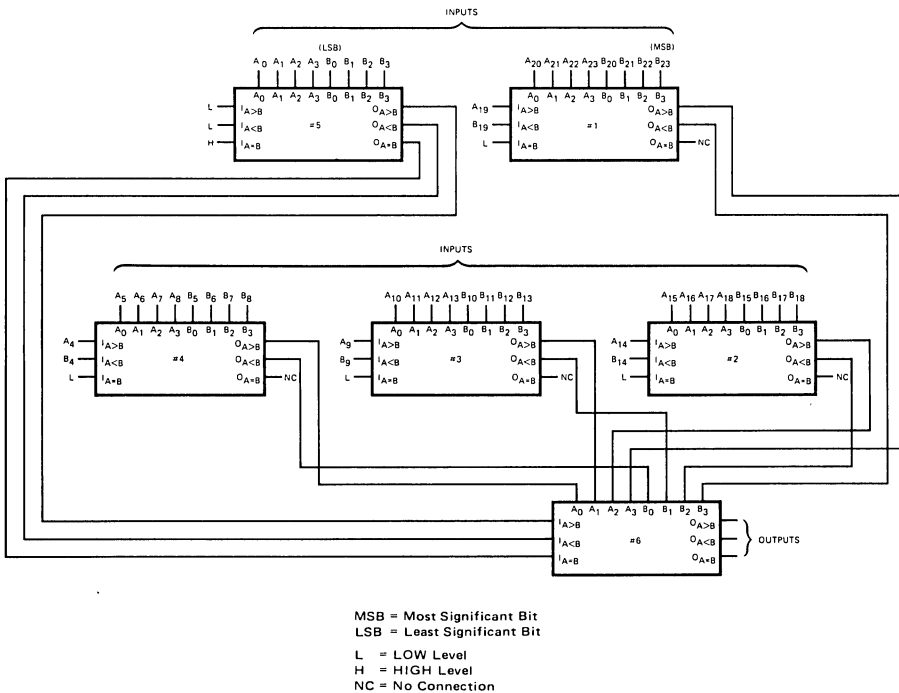 INPUTS
(LSB) (MSB)
A0 A1 A2 A3 B0 B1 B2 B3 A20 A21 A22 A23 B20 B21 B22 B23
A0 A1 A2 A3 B0 B1 B2 B3 A0 A1 A2 A3 B0 B1 B2 B3
L IA>B OA>B A19 IA>B OA>B
L IA<B #5 OA<B B19 IA<B #1 OA<B
H IA=B OA=B L IA=B OA=B NC
INPUTS
A5 A6 A7 A8 B5 B6 B7 B8 A10 A11 A12 A13 B10 B11 B12 B13 A15 A16 A17 A18 B15 B16 B17 B18
A0 A1 A2 A3 B0 B1 B2 B3 A0 A1 A2 A3 B0 B1 B2 B3 A0 A1 A2 A3 B0 B1 B2 B3
A4 IA>B OA>B A9 IA>B OA>B A14 IA>B OA>B
B4 IA<B #4 OA<B B9 IA<B #3 OA<B B14 IA<B #2 OA<B
L IA=B OA=B NC L IA=B OA=B NC L IA=B OA=B NC
A0 A1 A2 A3 B0 B1 B2 B3
IA>B OA>B
IA<B #6 OA<B OUTPUTS
IA=B OA=B
MSB = Most Significant Bit
LSB = Least Significant Bit
L = LOW Level
H = HIGH Level
NC = No Connection